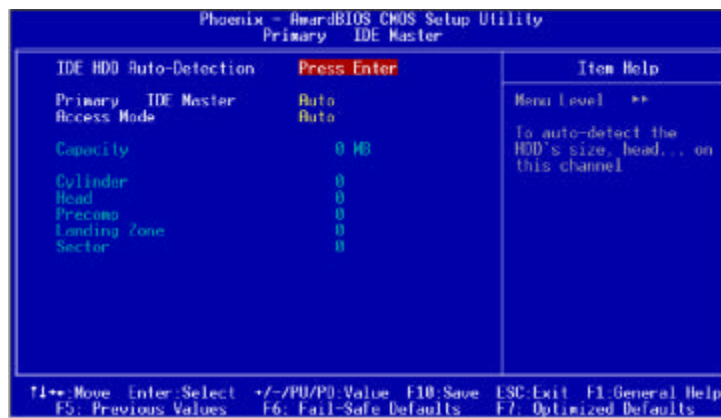 Phoenix - AwardBIOS CMOS Setup Utility
Primary IDE Master
IDE HDD Auto-Detection Press Enter
Item Help
Primary IDE Master Auto
Access Mode Auto
Menu Level ►►
To auto-detect the
HDD's size, head... on
this channel
Capacity 0 MB
Cylinder 0
Head 0
Precomp 0
Landing Zone 0
Sector 0
↑↓→←:Move Enter:Select +/-/PU/PD:Value F10:Save ESC:Exit F1:General Help
F5: Previous Values F6: Fail-Safe Defaults F7: Optimized Defaults